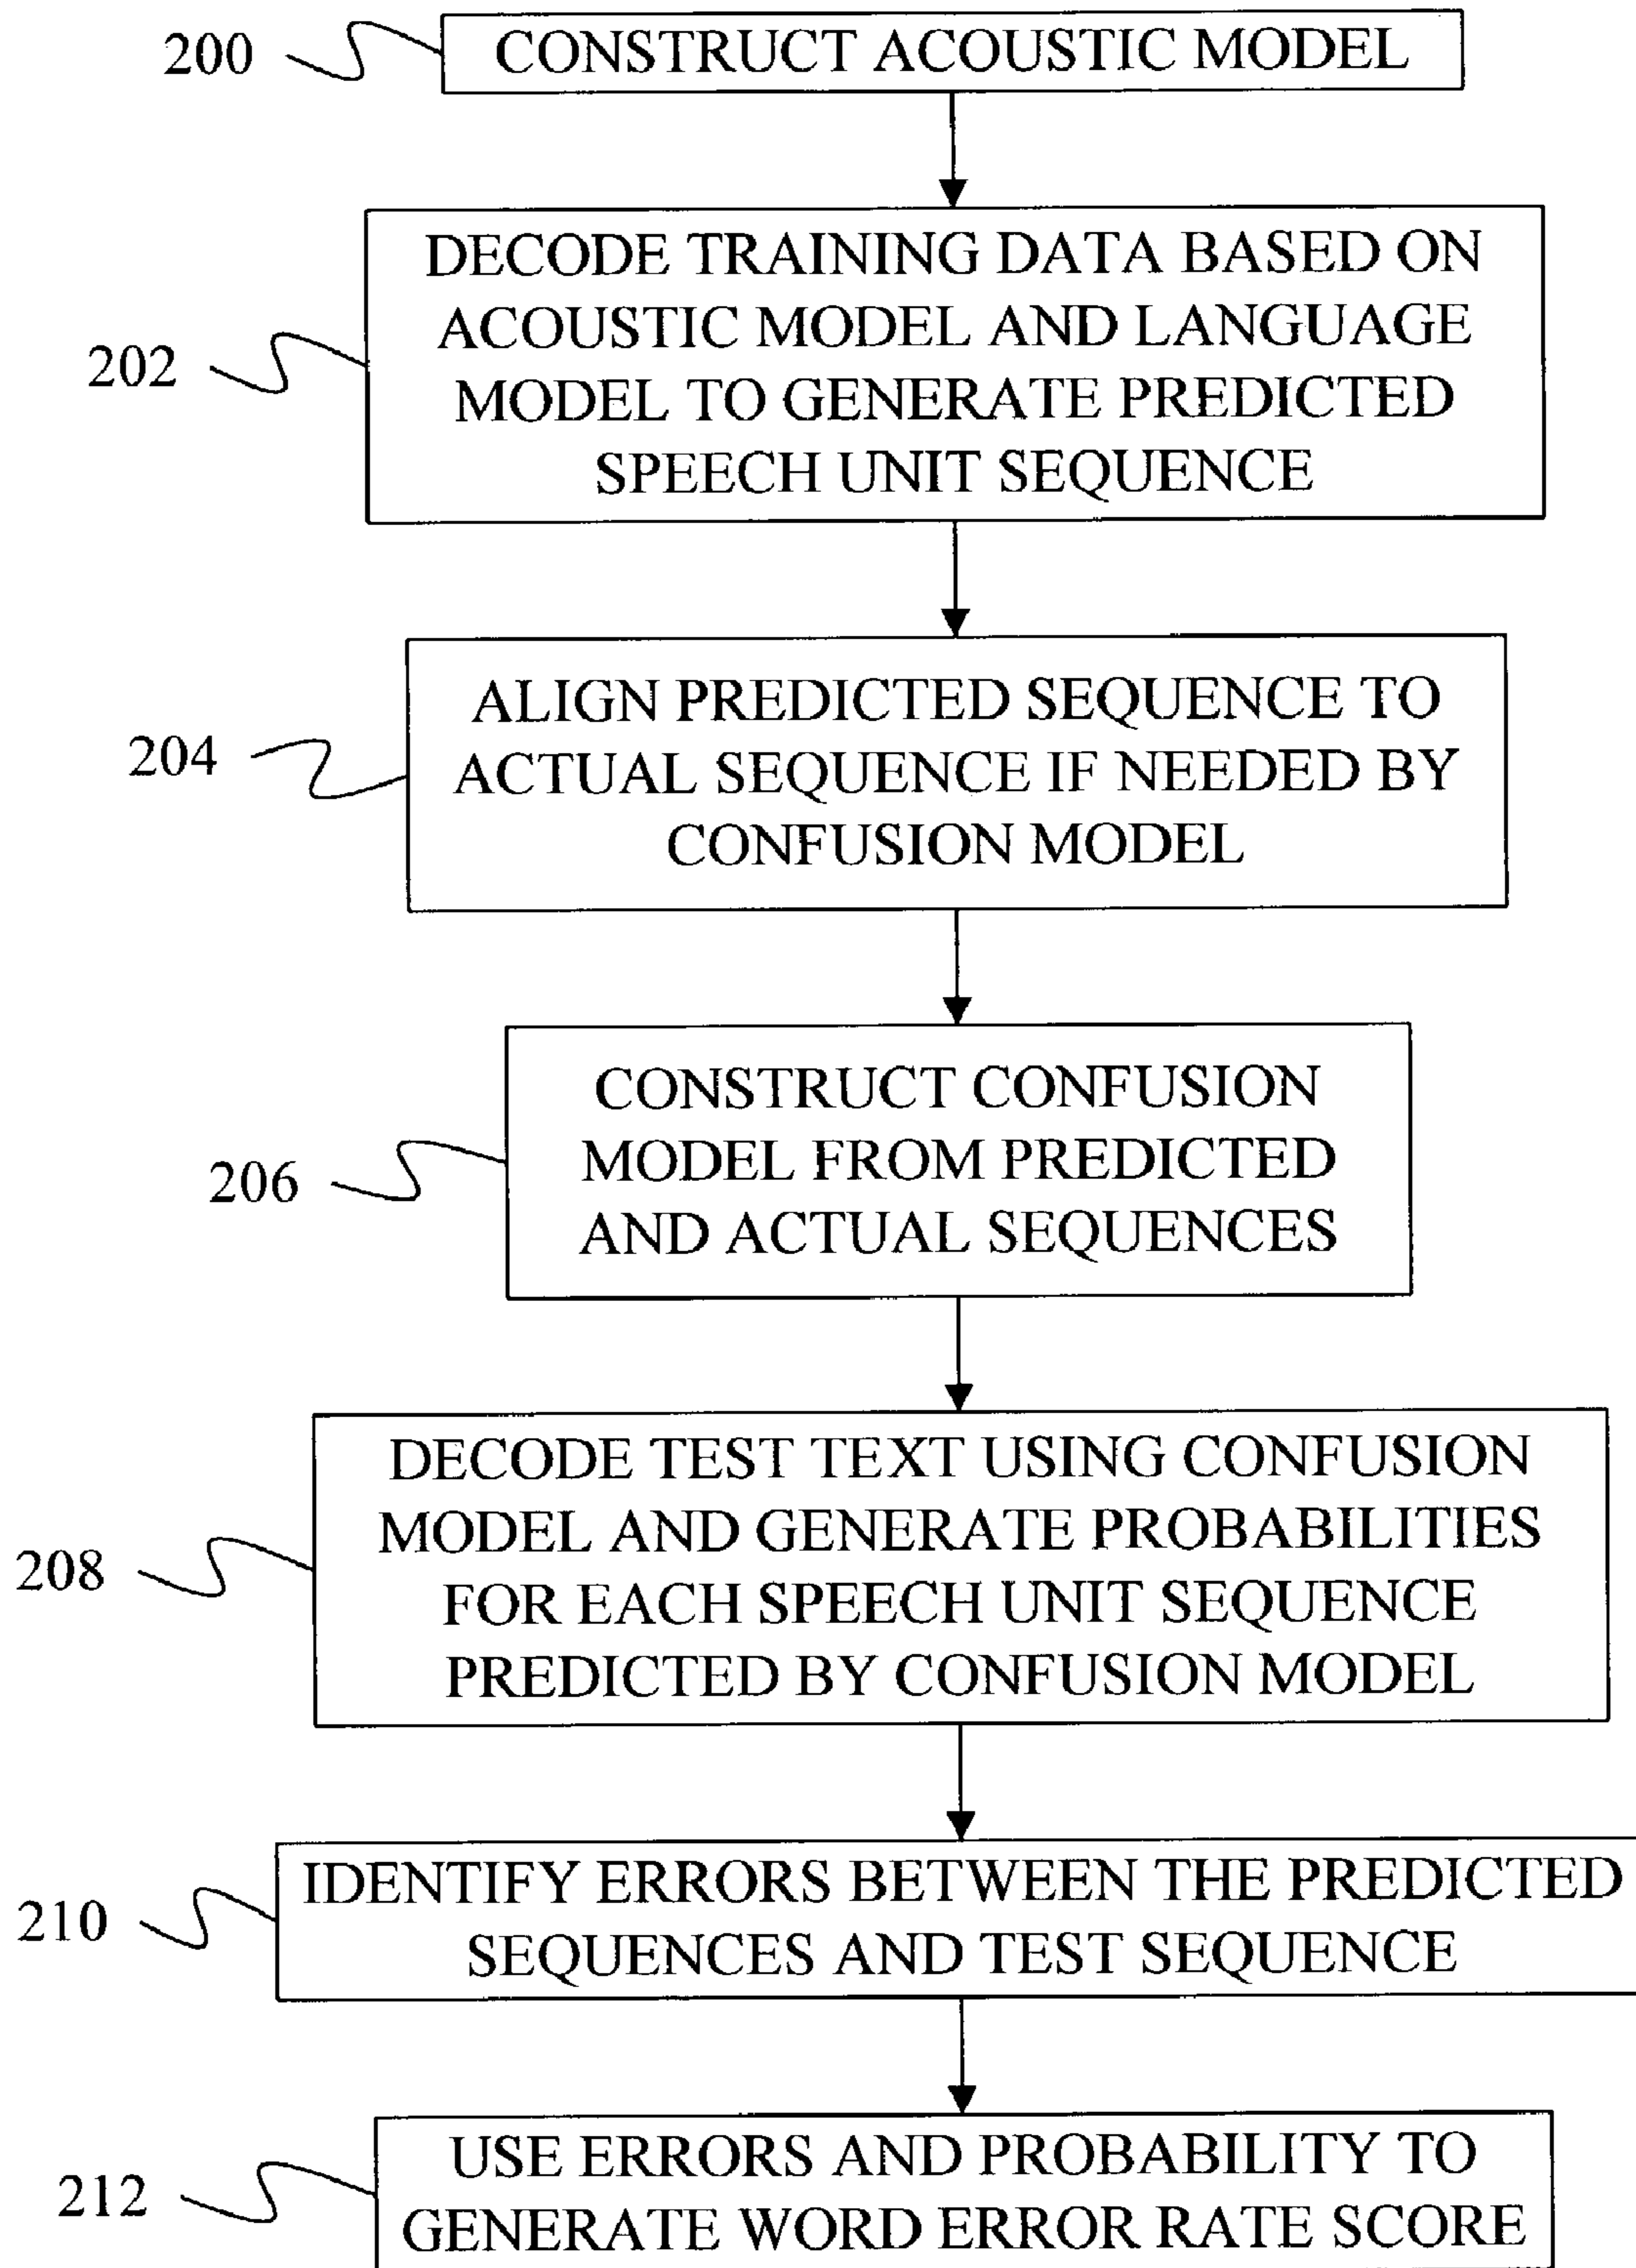 200
CONSTRUCT ACOUSTIC MODEL
DECODE TRAINING DATA BASED ON
ACOUSTIC MODEL AND LANGUAGE
202
MODEL TO GENERATE PREDICTED
SPEECH UNIT SEQUENCE
ALIGN PREDICTED SEQUENCE TO
204
ACTUAL SEQUENCE IF NEEDED BY
CONFUSION MODEL
CONSTRUCT CONFUSION
MODEL FROM PREDICTED
206
AND ACTUAL SEQUENCES
DECODE TEST TEXT USING CONFUSION
MODEL AND GENERATE PROBABILITIES
208
FOR EACH SPEECH UNIT SEQUENCE
PREDICTED BY CONFUSION MODEL
IDENTIFY ERRORS BETWEEN THE PREDICTED
210
SEQUENCES AND TEST SEQUENCE
USE ERRORS AND PROBABILITY TO
212
GENERATE WORD ERROR RATE SCORE